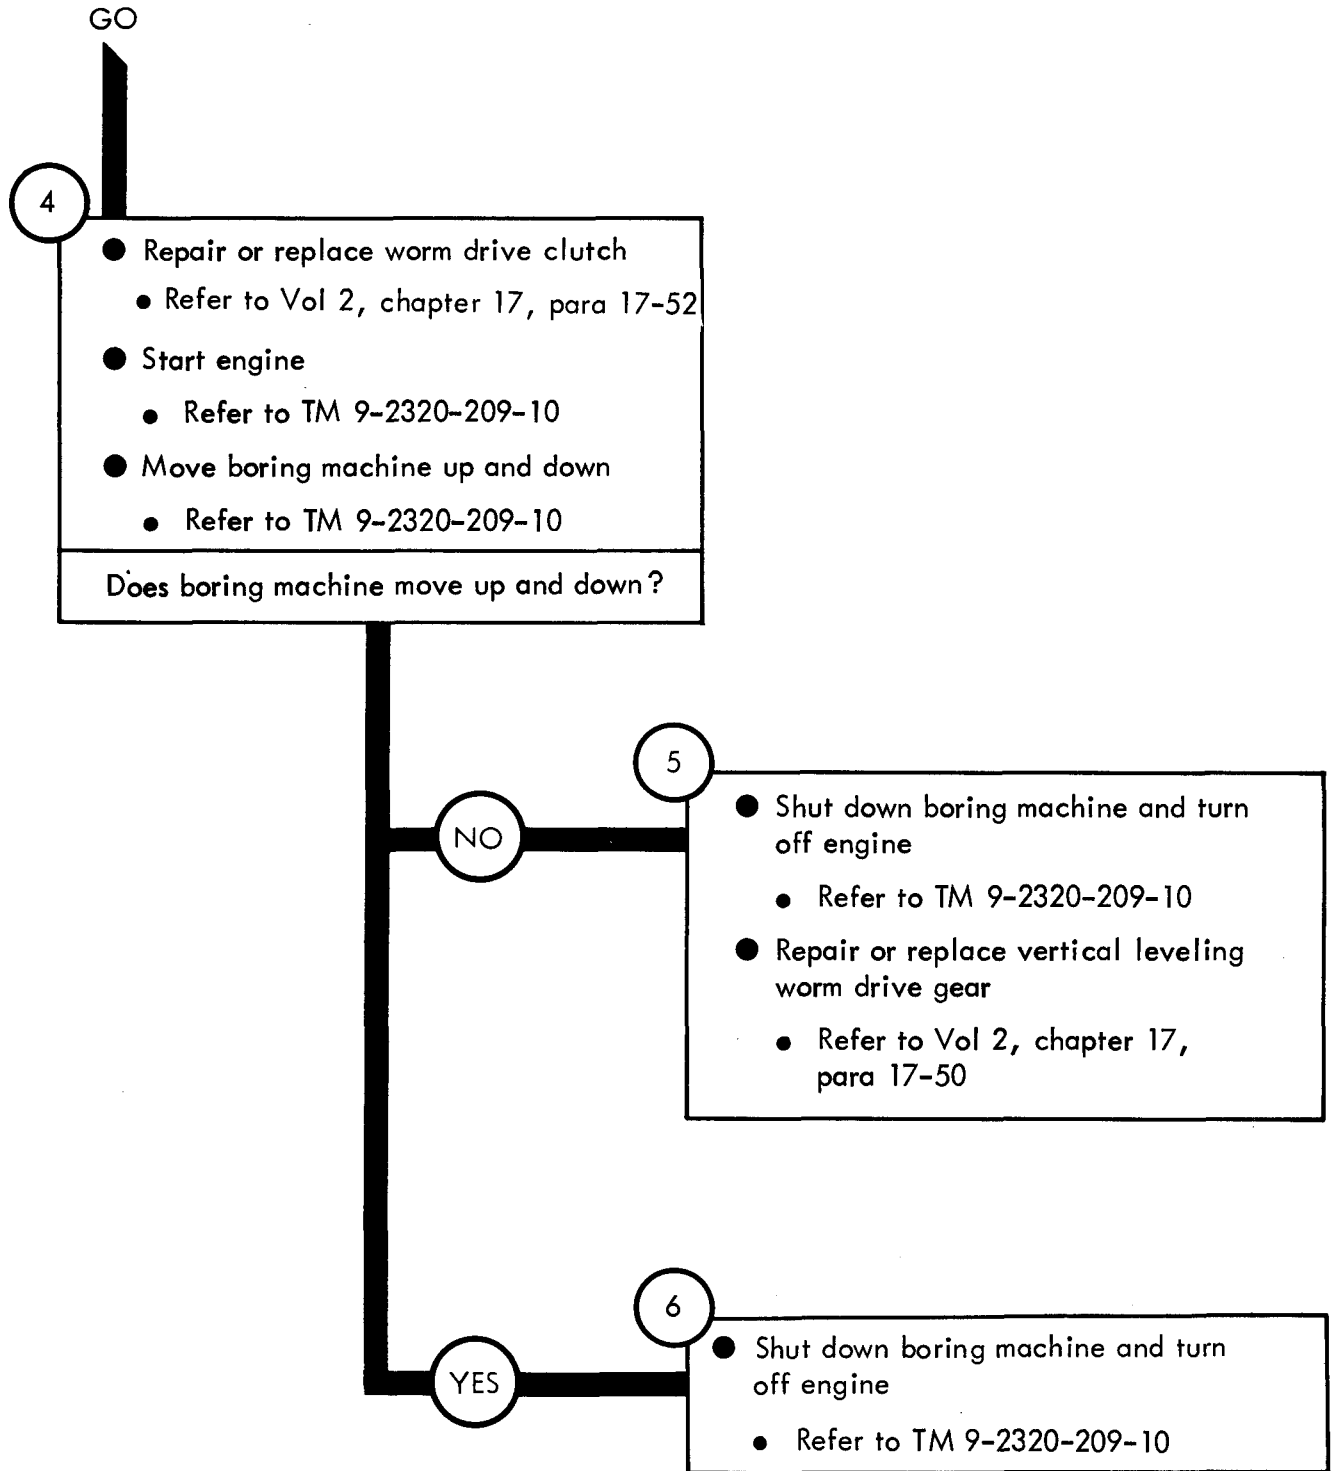 GO
4
● Repair or replace worm drive clutch
● Refer to Vol 2, chapter 17, para 17-52
● Start engine
● Refer to TM 9-2320-209-10
● Move boring machine up and down
● Refer to TM 9-2320-209-10
Does boring machine move up and down?
5
● Shut down boring machine and turn
off engine
● Refer to TM 9-2320-209-10
● Repair or replace vertical leveling
worm drive gear
● Refer to Vol 2, chapter 17,
para 17-50
NO
6
● Shut down boring machine and turn
off engine
● Refer to TM 9-2320-209-10
YES